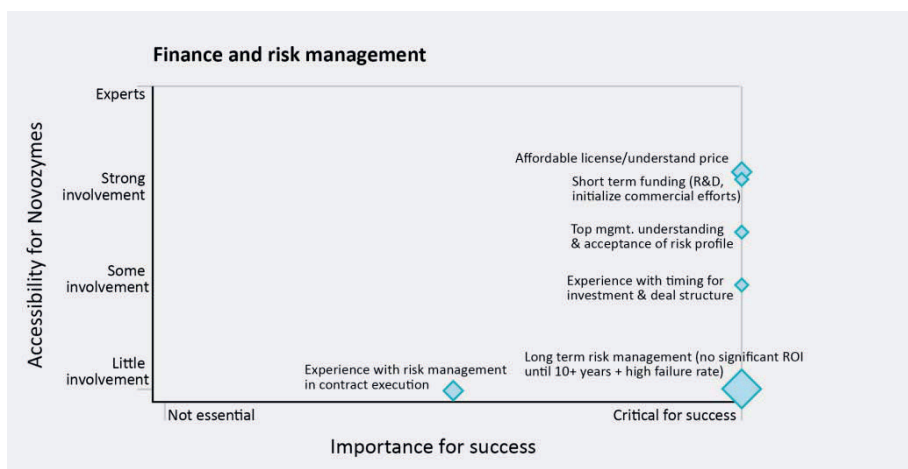 Finance and risk management
Experts
Strong
involvement
Some
involvement
Little
involvement
Accessibility for Novozymes
Affordable license/understand price
Short term funding (R&D,
initialize commercial efforts)
Top mgmt. understanding
& acceptance of risk profile
Experience with timing for
investment & deal structure
Long term risk management (no significant ROI
until 10+ years + high failure rate)
Experience with risk management
in contract execution
Not essential
Critical for success
Importance for success